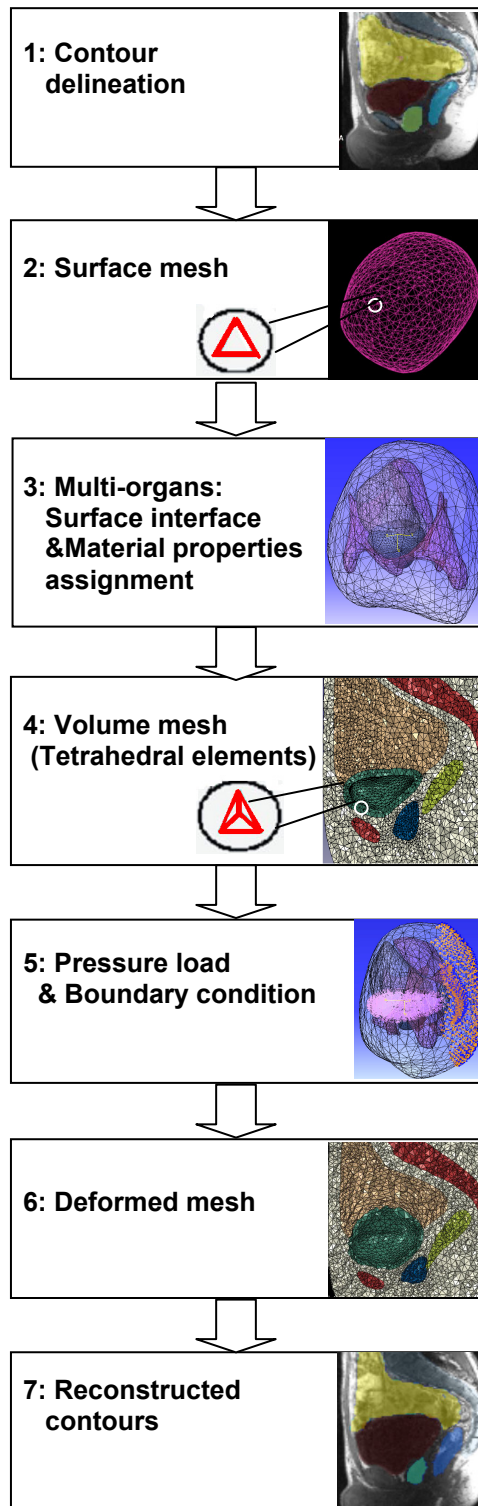 1: Contour
delineation
A
2: Surface mesh
3: Multi-organs:
Surface interface
&Material properties
assignment
4: Volume mesh
(Tetrahedral elements)
5: Pressure load
& Boundary condition
6: Deformed mesh
7: Reconstructed
contours